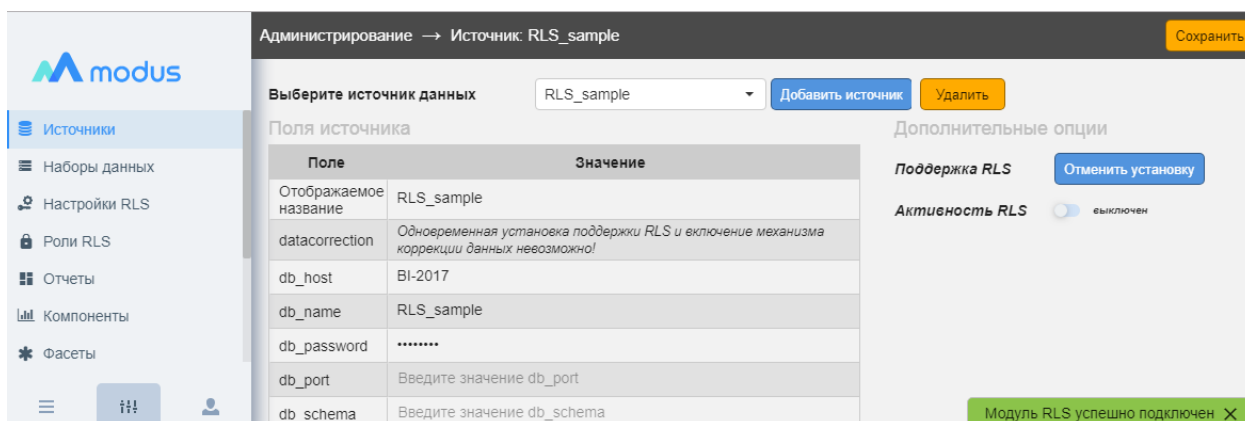 Администрирование → Источник: RLS_sample
Сохранить
modus
Источники
Наборы данных
Настройки RLS
Роли RLS
Отчеты
Компоненты
Фасеты
Выберите источник данных
RLS_sample
Добавить источник
Удалить
Поля источника
Поле Значение
Отображаемое
название
RLS_sample
datacorrection
Одновременная установка поддержки RLS и включение механизма
коррекции данных невозможно!
db_host BI-2017
db_name RLS_sample
db_password ••••••••
db_port Введите значение db_port
db_schema Введите значение db_schema
Дополнительные опции
Поддержка RLS Отменить установку
Активность RLS выключен
Модуль RLS успешно подключен ×